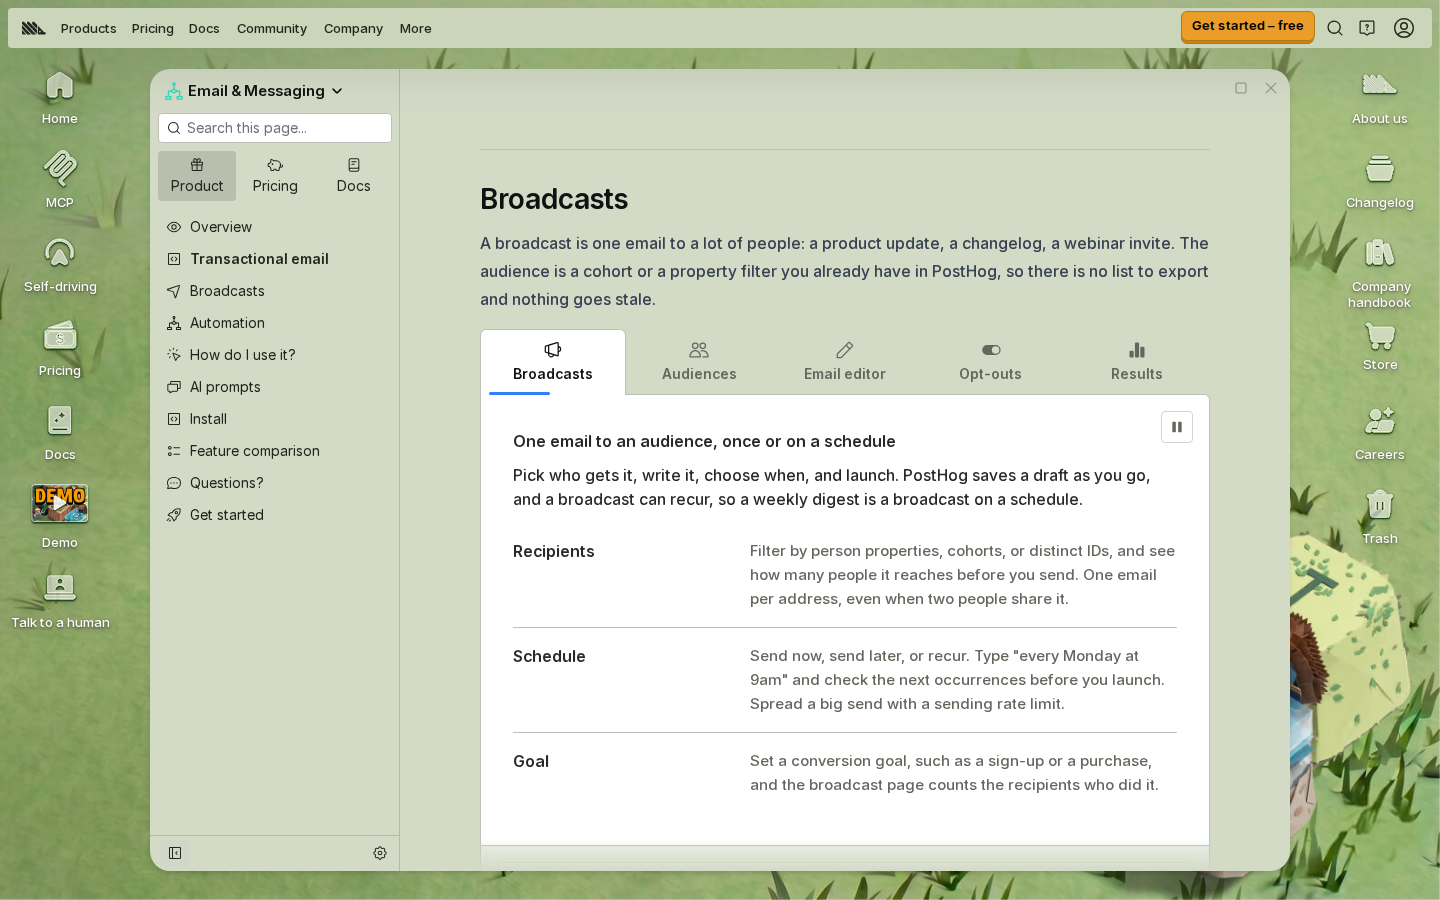 Products Pricing Docs Community Company More
Get started – free
Home
MCP
Self-driving
Pricing
Docs
DEMO
Demo
Talk to a human
Email & Messaging
Search this page...
Product Pricing Docs
Overview
Transactional email
Broadcasts
Automation
How do I use it?
AI prompts
Install
Feature comparison
Questions?
Get started
Broadcasts
A broadcast is one email to a lot of people: a product update, a changelog, a webinar invite. The
audience is a cohort or a property filter you already have in PostHog, so there is no list to export
and nothing goes stale.
Broadcasts Audiences Email editor Opt-outs Results
One email to an audience, once or on a schedule
Pick who gets it, write it, choose when, and launch. PostHog saves a draft as you go,
and a broadcast can recur, so a weekly digest is a broadcast on a schedule.
Recipients
Filter by person properties, cohorts, or distinct IDs, and see
how many people it reaches before you send. One email
per address, even when two people share it.
Schedule
Send now, send later, or recur. Type "every Monday at
9am" and check the next occurrences before you launch.
Spread a big send with a sending rate limit.
Goal
Set a conversion goal, such as a sign-up or a purchase,
and the broadcast page counts the recipients who did it.
About us
Changelog
Company
handbook
Store
Careers
Trash